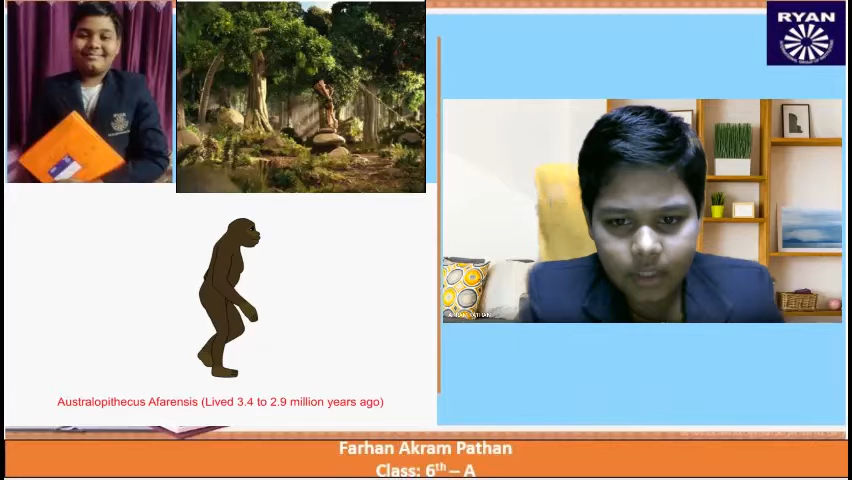 RYAN
Australopithecus Afarensis (Lived 3.4 to 2.9 million years ago)
Farhan Akram Pathan
Class: 6th – A